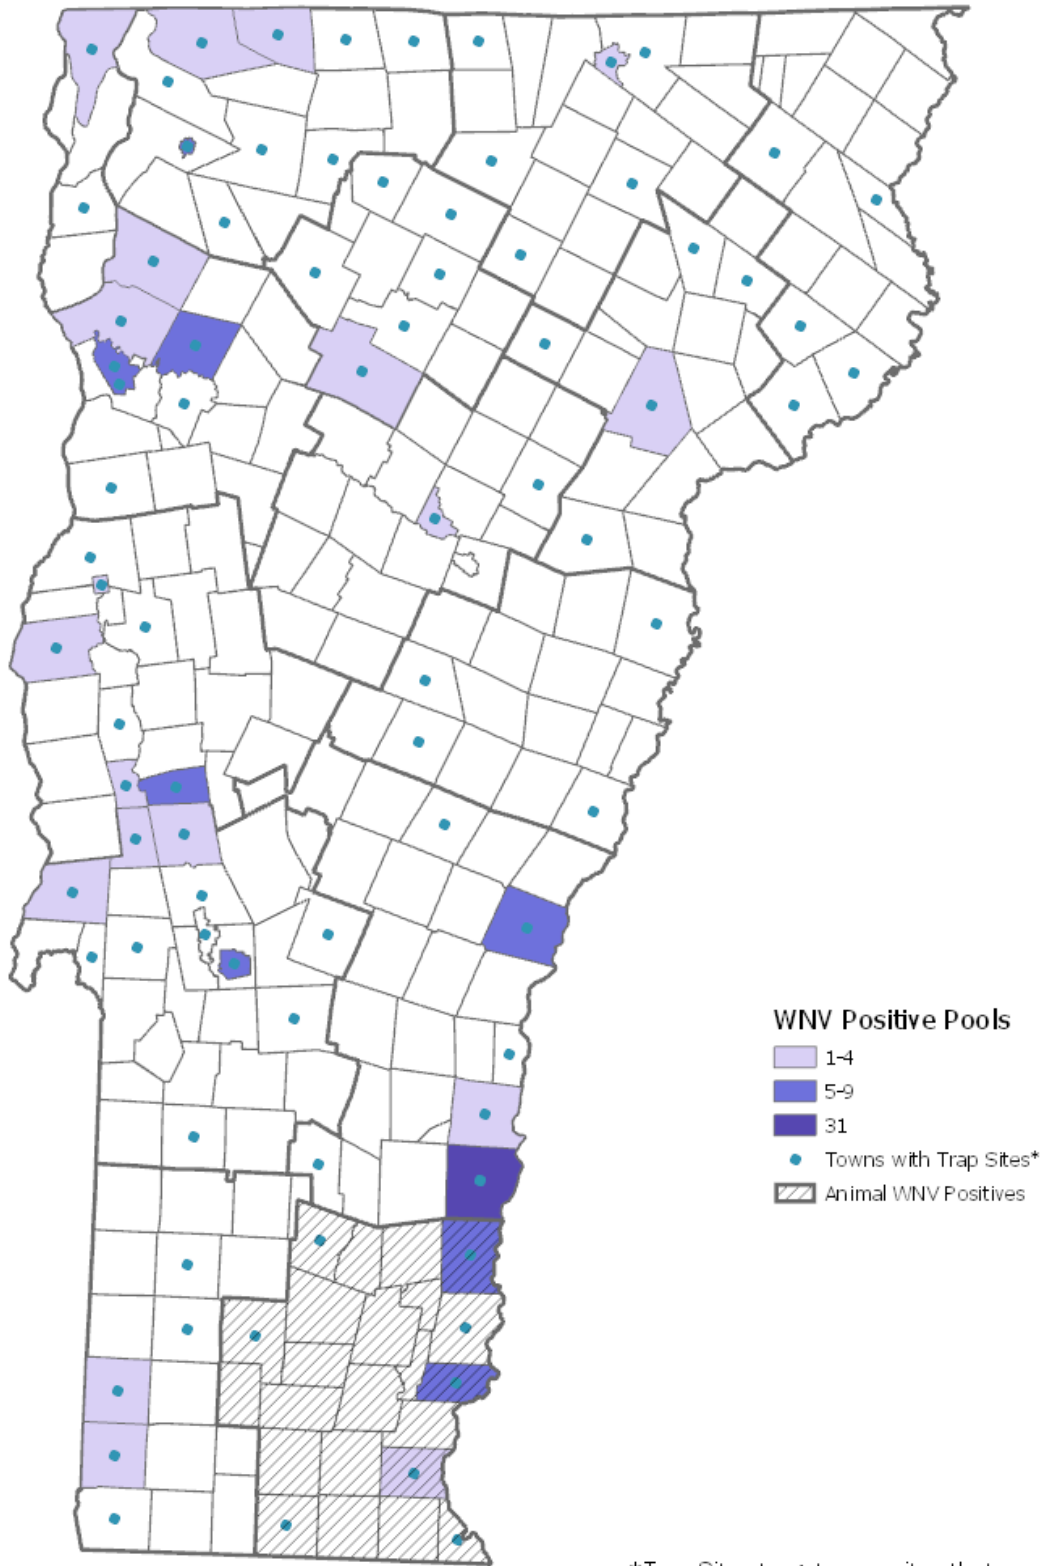 WNV Positive Pools
1-4
5-9
31
Towns with Trap Sites*
Animal WNV Positives